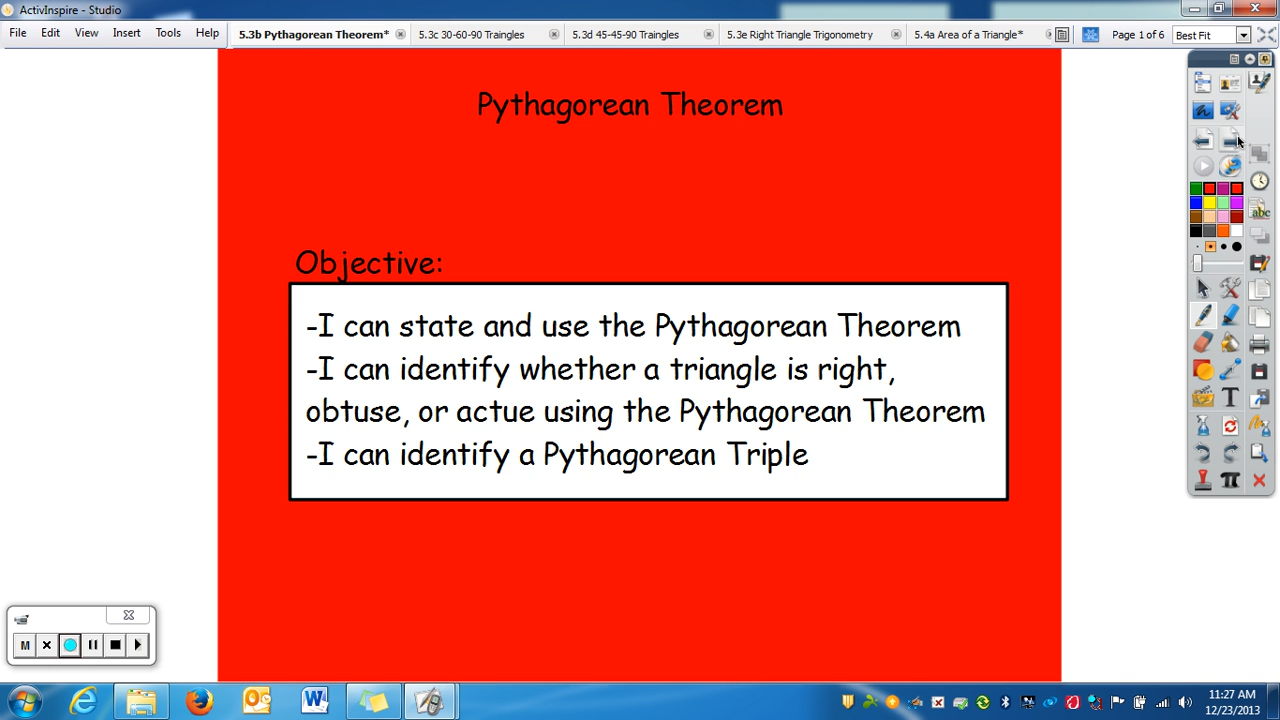 ActivInspire - Studio
File Edit View Insert Tools Help
5.3b Pythagorean Theorem* 5.3c 30-60-90 Traingles 5.3d 45-45-90 Traingles 5.3e Right Triangle Trigonometry 5.4a Area of a Triangle* Page 1 of 6 Best Fit
Pythagorean Theorem
Objective:
-I can state and use the Pythagorean Theorem
-I can identify whether a triangle is right,
obtuse, or actue using the Pythagorean Theorem
-I can identify a Pythagorean Triple
abc
T
M
W
11:27 AM
12/23/2013